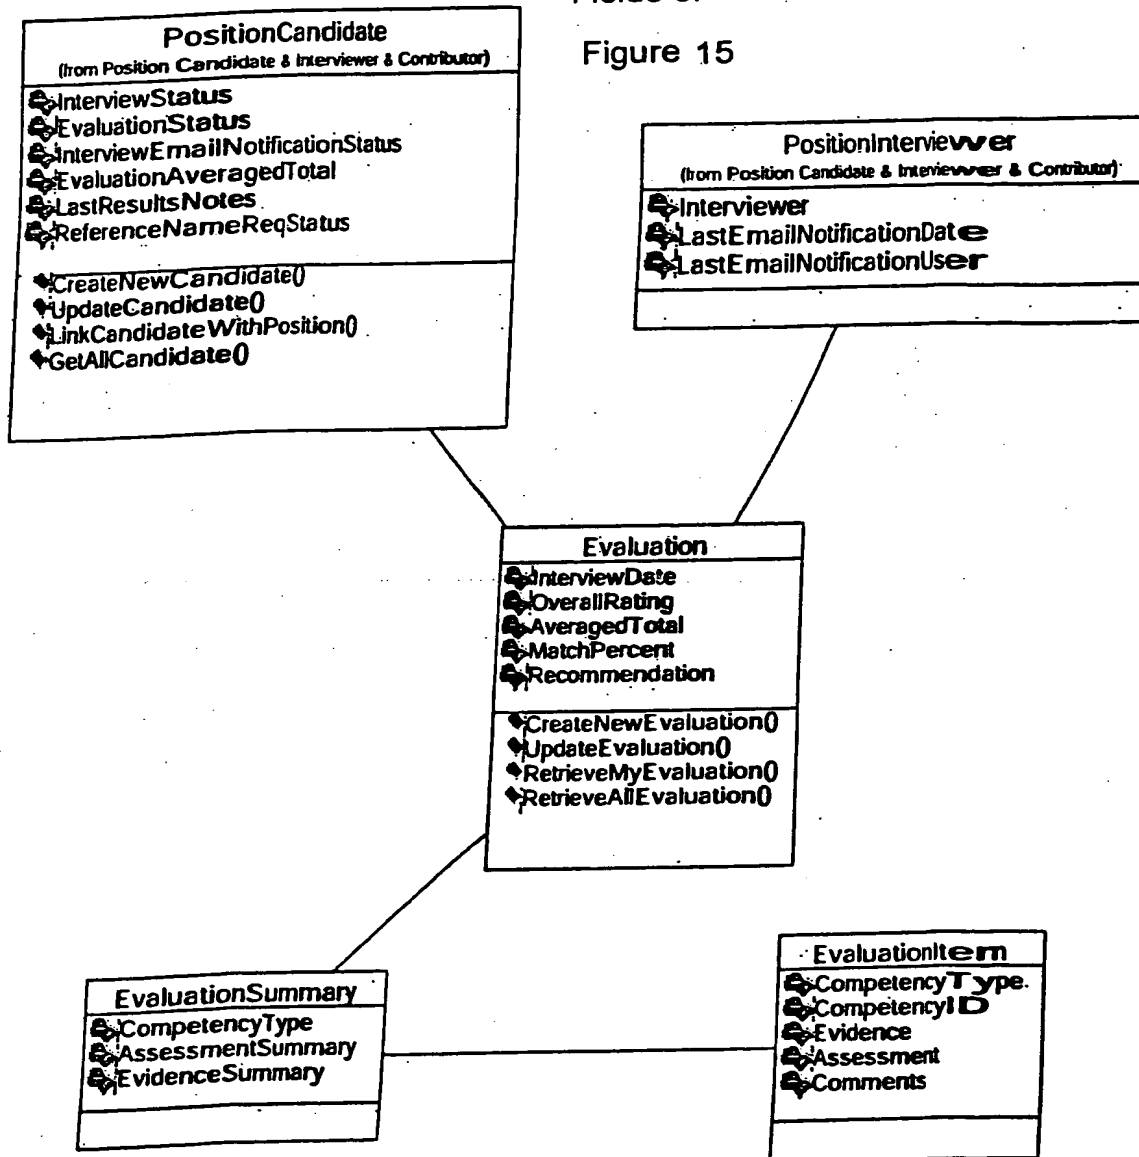 Figure 15
PositionCandidate
(from Position Candidate & Interviewer & Contributor)
InterviewStatus
EvaluationStatus
InterviewEmailNotificationStatus
EvaluationAveragedTotal
LastResultsNotes
ReferenceNameReqStatus
CreateNewCandidate()
UpdateCandidate()
LinkCandidateWithPosition()
GetAllCandidate()
PositionInterviewer
(from Position Candidate & Interviewer & Contributor)
Interviewer
LastEmailNotificationDate
LastEmailNotificationUser
Evaluation
InterviewDate
OverallRating
AveragedTotal
MatchPercent
Recommendation
CreateNewEvaluation()
UpdateEvaluation()
RetrieveMyEvaluation()
RetrieveAllEvaluation()
EvaluationSummary
CompetencyType
AssessmentSummary
EvidenceSummary
EvaluationItem
CompetencyType
CompetencyID
Evidence
Assessment
Comments